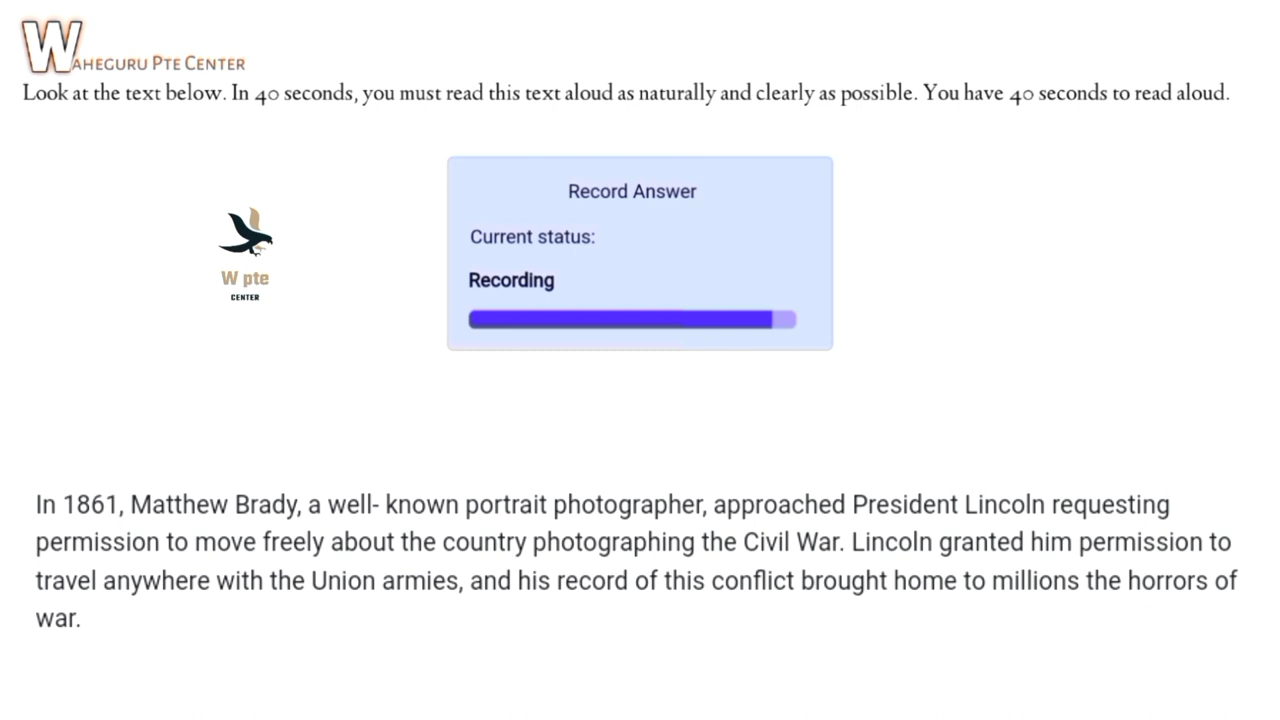 WAHEGURU PTE CENTER
Look at the text below. In 40 seconds, you must read this text aloud as naturally and clearly as possible. You have 40 seconds to read aloud.
Record Answer
Current status:
Recording
W pte
CENTER
In 1861, Matthew Brady, a well- known portrait photographer, approached President Lincoln requesting
permission to move freely about the country photographing the Civil War. Lincoln granted him permission to
travel anywhere with the Union armies, and his record of this conflict brought home to millions the horrors of
war.